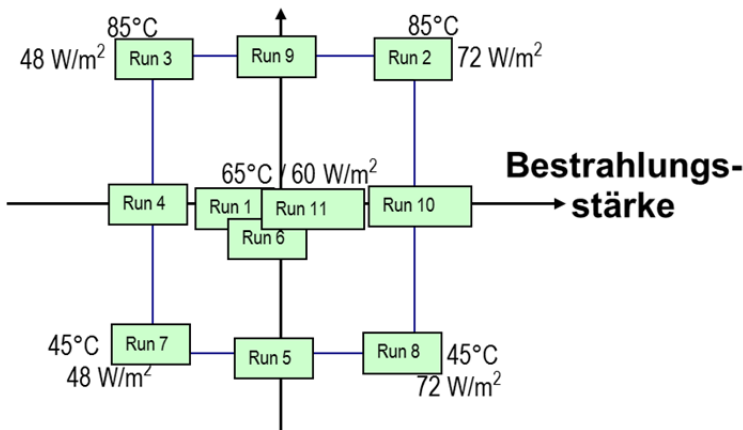 85°C
85°C
48 W/m²
Run 3
Run 9
Run 2
72 W/m²
65°C / 60 W/m²
Bestrahlungs-
stärke
Run 4
Run 1
Run 11
Run 10
Run 6
45°C
48 W/m²
Run 7
Run 5
Run 8
45°C
72 W/m²